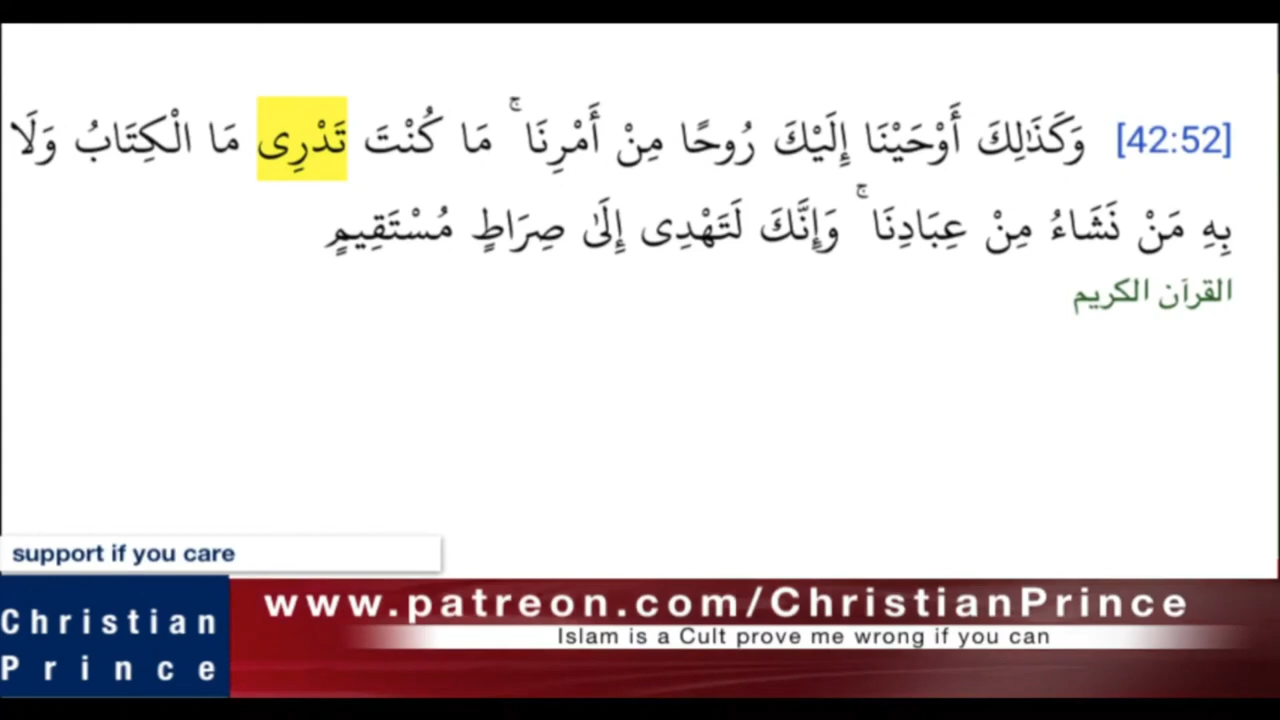 [42:52] وَكَذَٰلِكَ أَوْحَيْنَا إِلَيْكَ رُوحًا مِنْ أَمْرِنَا ۚ مَا كُنْتَ تَدْرِى مَا الْكِتَابُ وَلَا
بِهِ مَنْ نَشَاءُ مِنْ عِبَادِنَا ۚ وَإِنَّكَ لَتَهْدِى إِلَىٰ صِرَاطٍ مُسْتَقِيمٍ
القرآن الكريم
support if you care
Christian
Prince
www.patreon.com/ChristianPrince
Islam is a Cult prove me wrong if you can